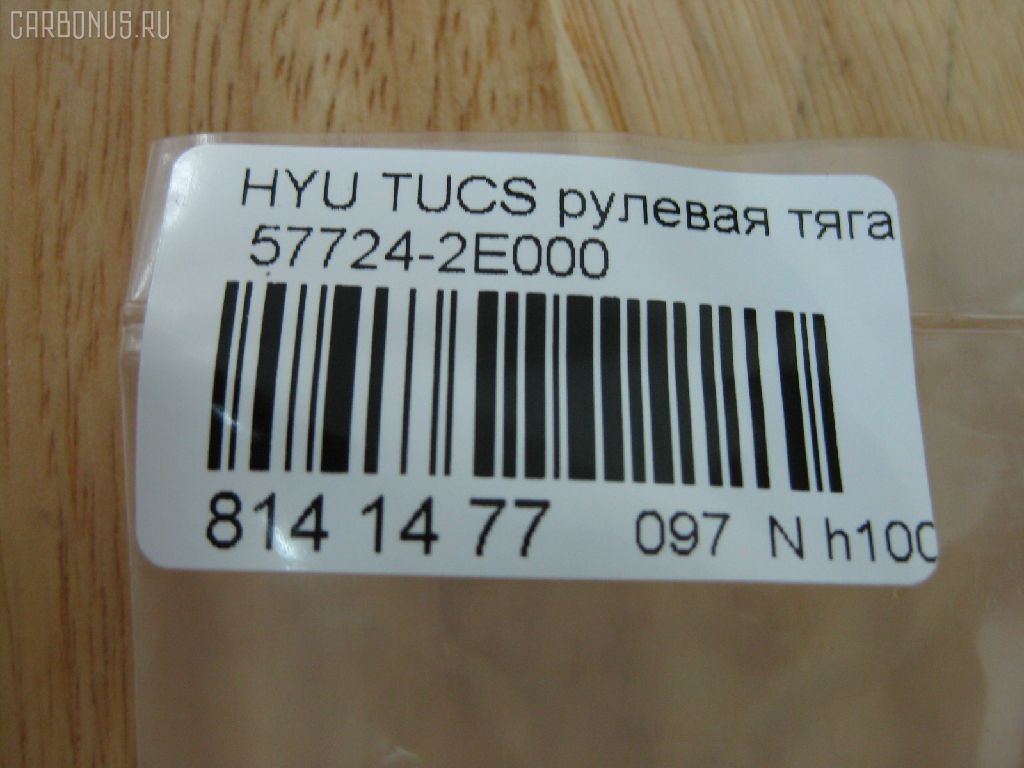 CARBONUS.RU
HYU TUCS рулевая тяга
57724-2E000
814 14 77 097 N h100